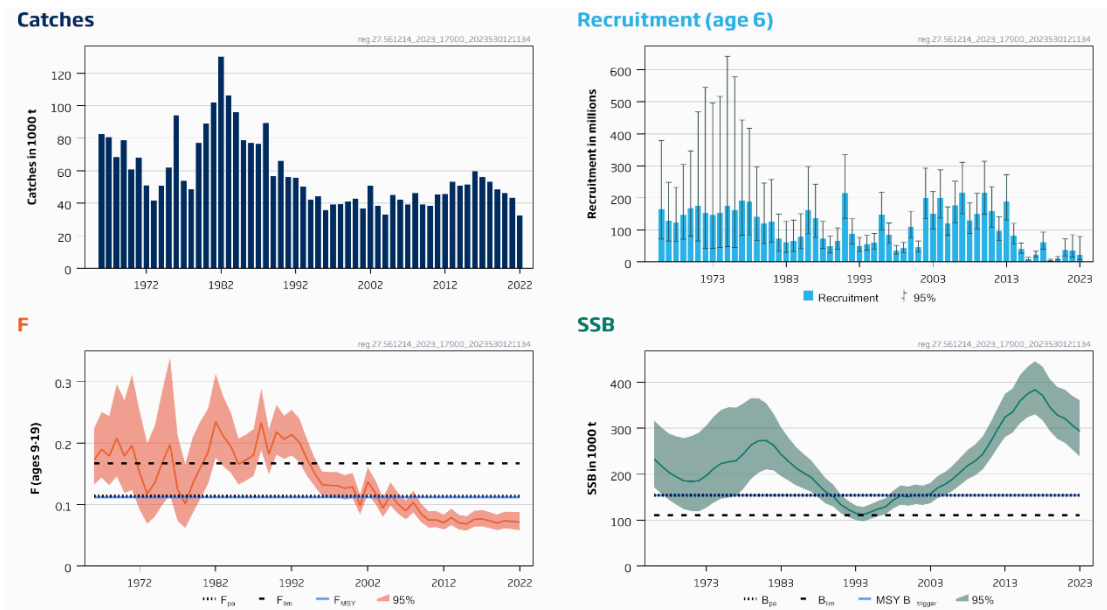 Catches
reg.27.561214_2023_17900_2023530121134
Catches in 1000 t
120
100
80
60
40
20
0
1972
1982
1992
2002
2012
2022
Recruitment (age 6)
reg.27.561214_2023_17900_2023530121134
Recruitment in millions
600
500
400
300
200
100
0
1973
1983
1993
2003
2013
2023
Recruitment
95%
F
reg.27.561214_2023_17900_2023530121134
F (ages 9-19)
0.3
0.2
0.1
0
1972
1982
1992
2002
2012
2022
Fpa
Flim
FMSY
95%
SSB
reg.27.561214_2023_17900_2023530121134
SSB in 1000t
400
300
200
100
0
1973
1983
1993
2003
2013
2023
Bpa
Blim
MSY Btrigger
95%